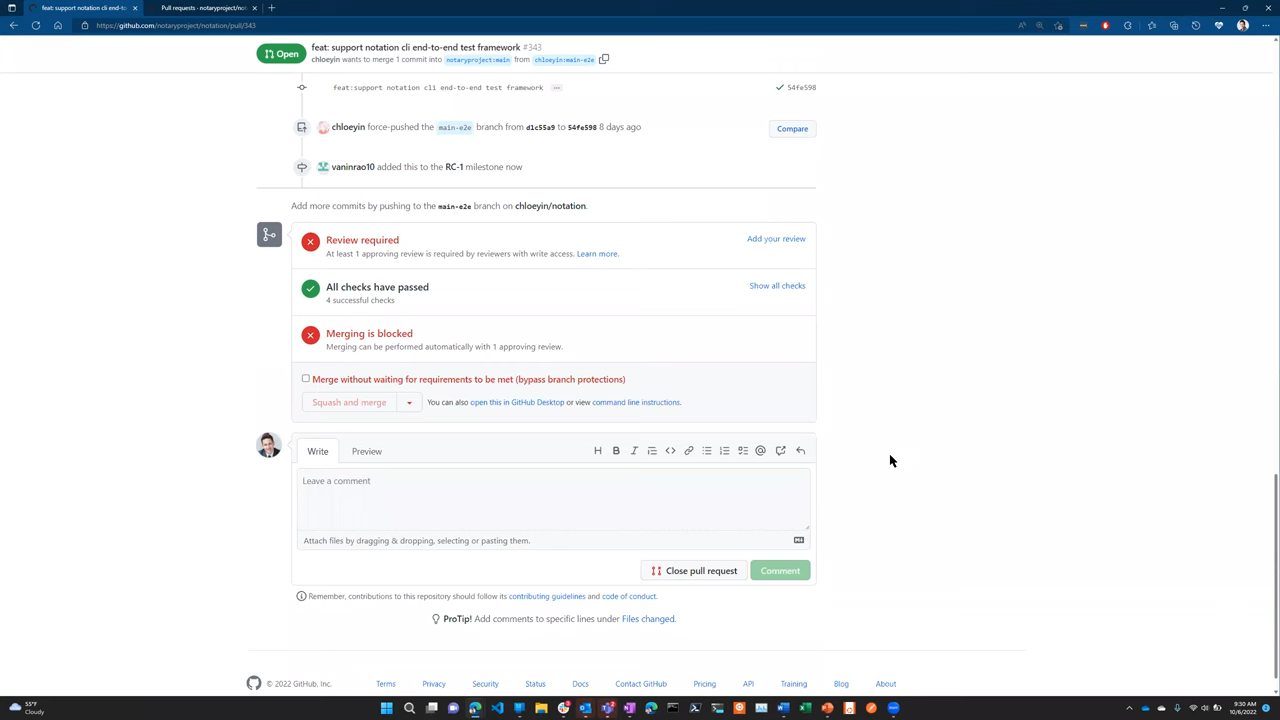 feat: support notation cli end-to-
Pull requests - notaryproject/not
https://github.com/notaryproject/notation/pull/343
Open
feat: support notation cli end-to-end test framework #343
chloeyin wants to merge 1 commit into notaryproject:main from chloeyin:main-e2e
feat:support notation cli end-to-end test framework ...
54fe598
chloeyin force-pushed the main-e2e branch from d1c55a9 to 54fe598 8 days ago
Compare
vaninrao10 added this to the RC-1 milestone now
Add more commits by pushing to the main-e2e branch on chloeyin/notation.
Review required
Add your review
At least 1 approving review is required by reviewers with write access. Learn more.
All checks have passed
Show all checks
4 successful checks
Merging is blocked
Merging can be performed automatically with 1 approving review.
Merge without waiting for requirements to be met (bypass branch protections)
Squash and merge
You can also open this in GitHub Desktop or view command line instructions.
Write
Preview
Leave a comment
Attach files by dragging & dropping, selecting or pasting them.
Close pull request
Comment
Remember, contributions to this repository should follow its contributing guidelines and code of conduct.
ProTip! Add comments to specific lines under Files changed.
© 2022 GitHub, Inc.
Terms
Privacy
Security
Status
Docs
Contact GitHub
Pricing
API
Training
Blog
About
55°F
Cloudy
9:30 AM
10/6/2022